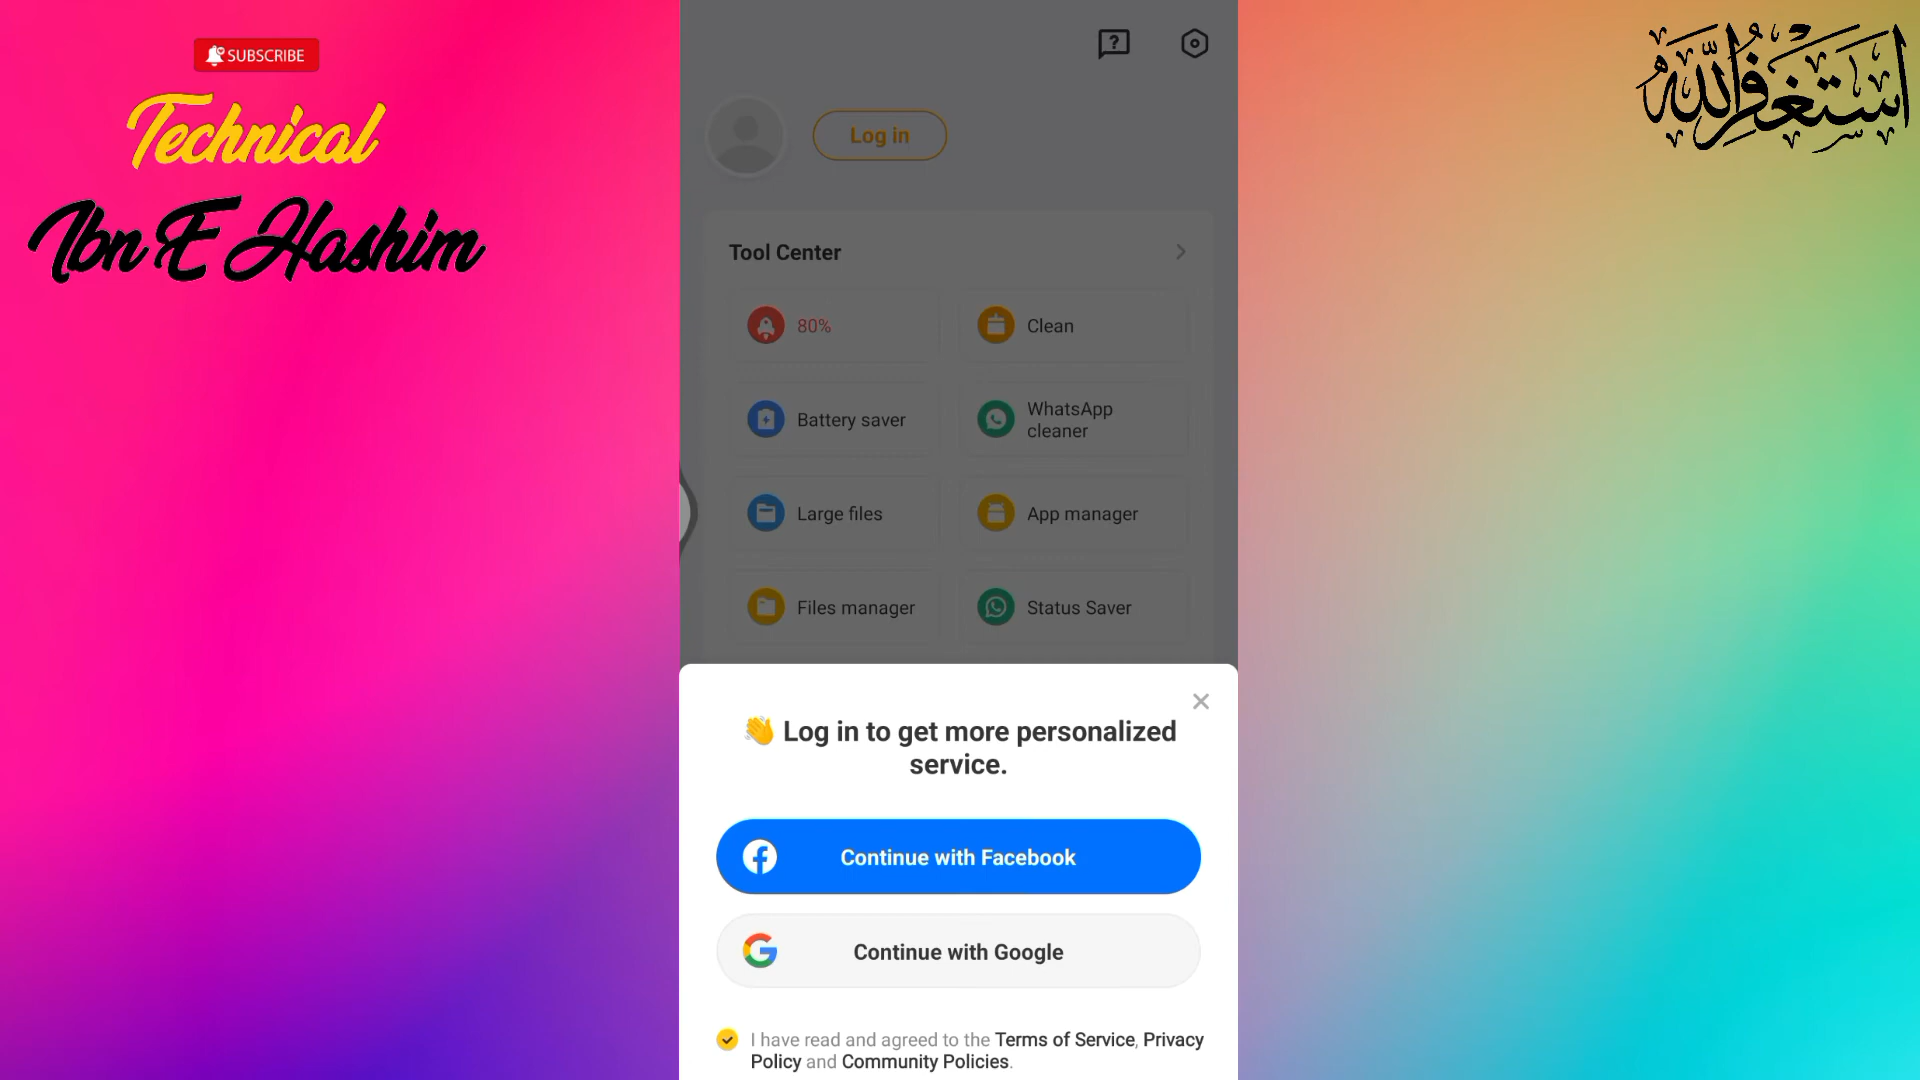 SUBSCRIBE
Technical
Ibn E Hashim
استغفرالله
Log in
Tool Center
80%
Clean
Battery saver
WhatsApp
cleaner
Large files
App manager
Files manager
Status Saver
👋 Log in to get more personalized
service.
Continue with Facebook
Continue with Google
I have read and agreed to the Terms of Service, Privacy
Policy and Community Policies.